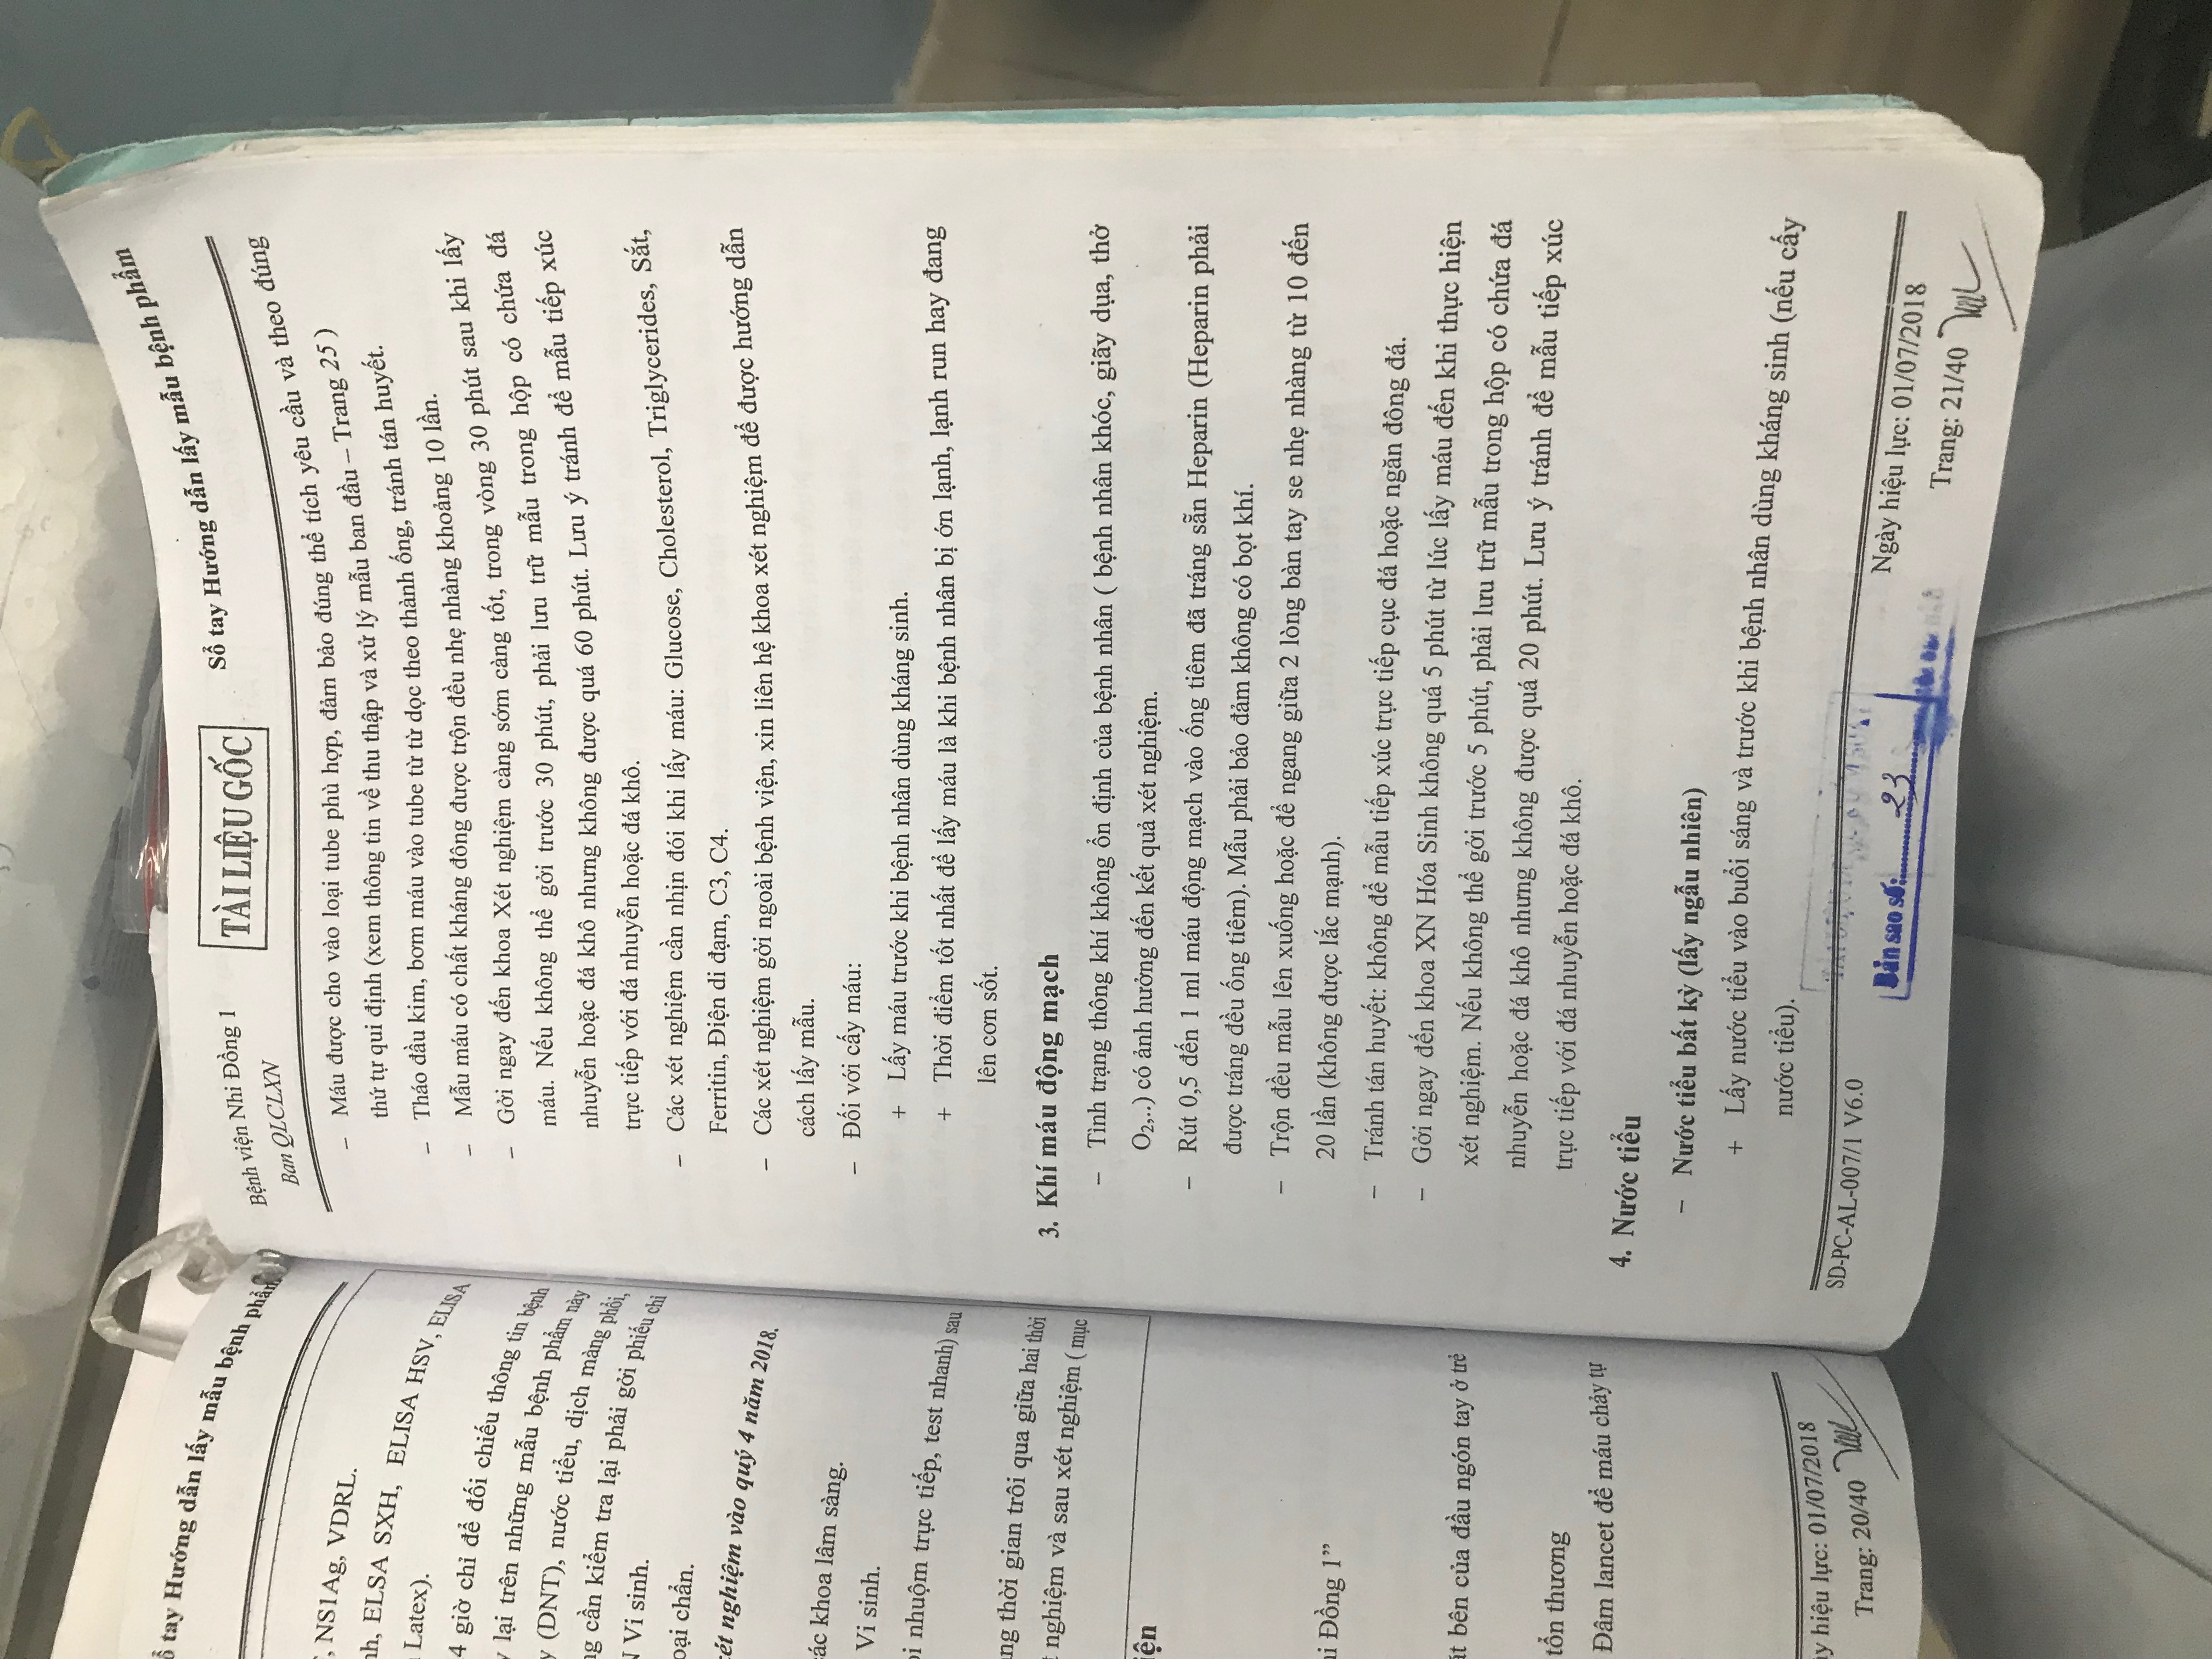 ổ tay Hướng dẫn lấy mẫu bệnh phẩm
, NS1Ag, VDRL.
nh, ELSA SXH, ELISA HSV, ELISA
Latex).
4 giờ chỉ để đối chiếu thông tin bệnh
lại trên những mẫu bệnh phẩm này
y (DNT), nước tiểu, dịch màng phổi,
ng cần kiểm tra lại phải gởi phiếu chỉ
N Vi sinh.
oại chẩn.
xét nghiệm vào quý 4 năm 2018.
các khoa lâm sàng.
Vi sinh.
oi nhuộm trực tiếp, test nhanh) sau
ng thời gian trôi qua giữa hai thời
t nghiệm và sau xét nghiệm ( mục
iện
ni Đồng 1”
ặt bên của đầu ngón tay ở trẻ
tổn thương
Đâm lancet để máu chảy tự
ày hiệu lực: 01/07/2018
Trang: 20/40
Bệnh viện Nhi Đồng 1
Ban QLCLXN
TÀI LIỆU GỐC
Sổ tay Hướng dẫn lấy mẫu bệnh phẩm
– Máu được cho vào loại tube phù hợp, đảm bảo đúng thể tích yêu cầu và theo đúng
thứ tự qui định (xem thông tin về thu thập và xử lý mẫu ban đầu – Trang 25 )
– Tháo đầu kim, bơm máu vào tube từ từ dọc theo thành ống, tránh tán huyết.
– Mẫu máu có chất kháng đông được trộn đều nhẹ nhàng khoảng 10 lần.
– Gởi ngay đến khoa Xét nghiệm càng sớm càng tốt, trong vòng 30 phút sau khi lấy
máu. Nếu không thể gởi trước 30 phút, phải lưu trữ mẫu trong hộp có chứa đá
nhuyễn hoặc đá khô nhưng không được quá 60 phút. Lưu ý tránh để mẫu tiếp xúc
trực tiếp với đá nhuyễn hoặc đá khô.
– Các xét nghiệm cần nhịn đói khi lấy máu: Glucose, Cholesterol, Triglycerides, Sắt,
Ferritin, Điện di đạm, C3, C4.
– Các xét nghiệm gởi ngoài bệnh viện, xin liên hệ khoa xét nghiệm để được hướng dẫn
cách lấy mẫu.
– Đối với cấy máu:
+ Lấy máu trước khi bệnh nhân dùng kháng sinh.
+ Thời điểm tốt nhất để lấy máu là khi bệnh nhân bị ớn lạnh, lạnh run hay đang
lên cơn sốt.
3. Khí máu động mạch
– Tình trạng thông khí không ổn định của bệnh nhân ( bệnh nhân khóc, giãy dụa, thở
O₂,..) có ảnh hưởng đến kết quả xét nghiệm.
– Rút 0,5 đến 1 ml máu động mạch vào ống tiêm đã tráng sẵn Heparin (Heparin phải
được tráng đều ống tiêm). Mẫu phải bảo đảm không có bọt khí.
– Trộn đều mẫu lên xuống hoặc để ngang giữa 2 lòng bàn tay se nhẹ nhàng từ 10 đến
20 lần (không được lắc mạnh).
– Tránh tán huyết: không để mẫu tiếp xúc trực tiếp cục đá hoặc ngăn đông đá.
– Gởi ngay đến khoa XN Hóa Sinh không quá 5 phút từ lúc lấy máu đến khi thực hiện
xét nghiệm. Nếu không thể gởi trước 5 phút, phải lưu trữ mẫu trong hộp có chứa đá
nhuyễn hoặc đá khô nhưng không được quá 20 phút. Lưu ý tránh để mẫu tiếp xúc
trực tiếp với đá nhuyễn hoặc đá khô.
4. Nước tiểu
– Nước tiểu bất kỳ (lấy ngẫu nhiên)
+ Lấy nước tiểu vào buổi sáng và trước khi bệnh nhân dùng kháng sinh (nếu cấy
nước tiểu).
SD-PC-AL-007/1 V6.0
Bản sao số:........23
Ngày hiệu lực: 01/07/2018
Trang: 21/40